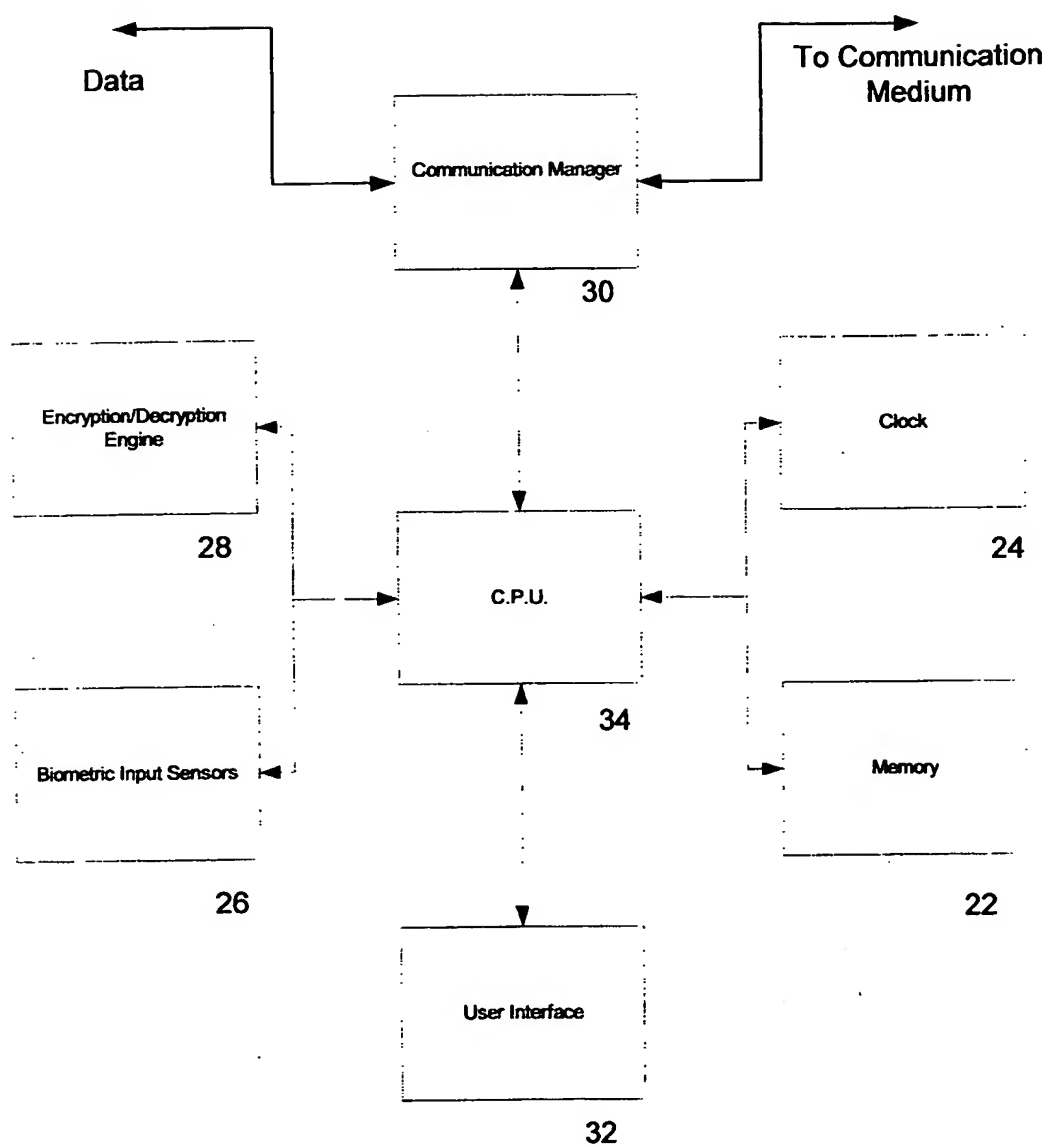 Data
To Communication
Medium
Communication Manager
30
Encryption/Decryption
Engine
28
Clock
24
C.P.U.
34
Biometric Input Sensors
26
Memory
22
User Interface
32